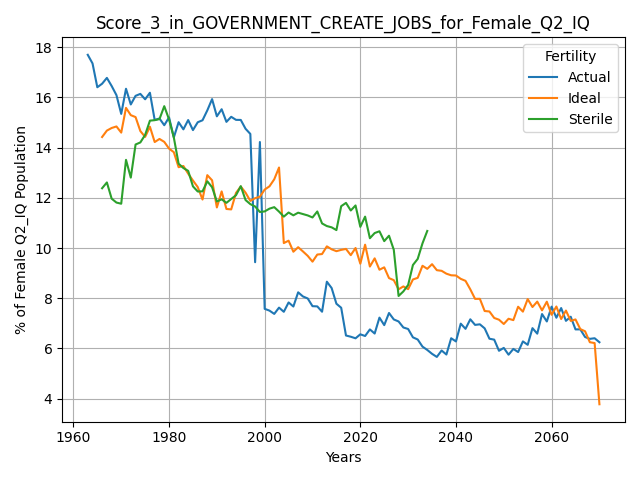 Score_3_in_GOVERNMENT_CREATE_JOBS_for_Female_Q2_IQ
% of Female Q2_IQ Population
18
16
14
12
10
8
6
4
Fertility
Actual
Ideal
Sterile
1960
1980
2000
2020
2040
2060
Years